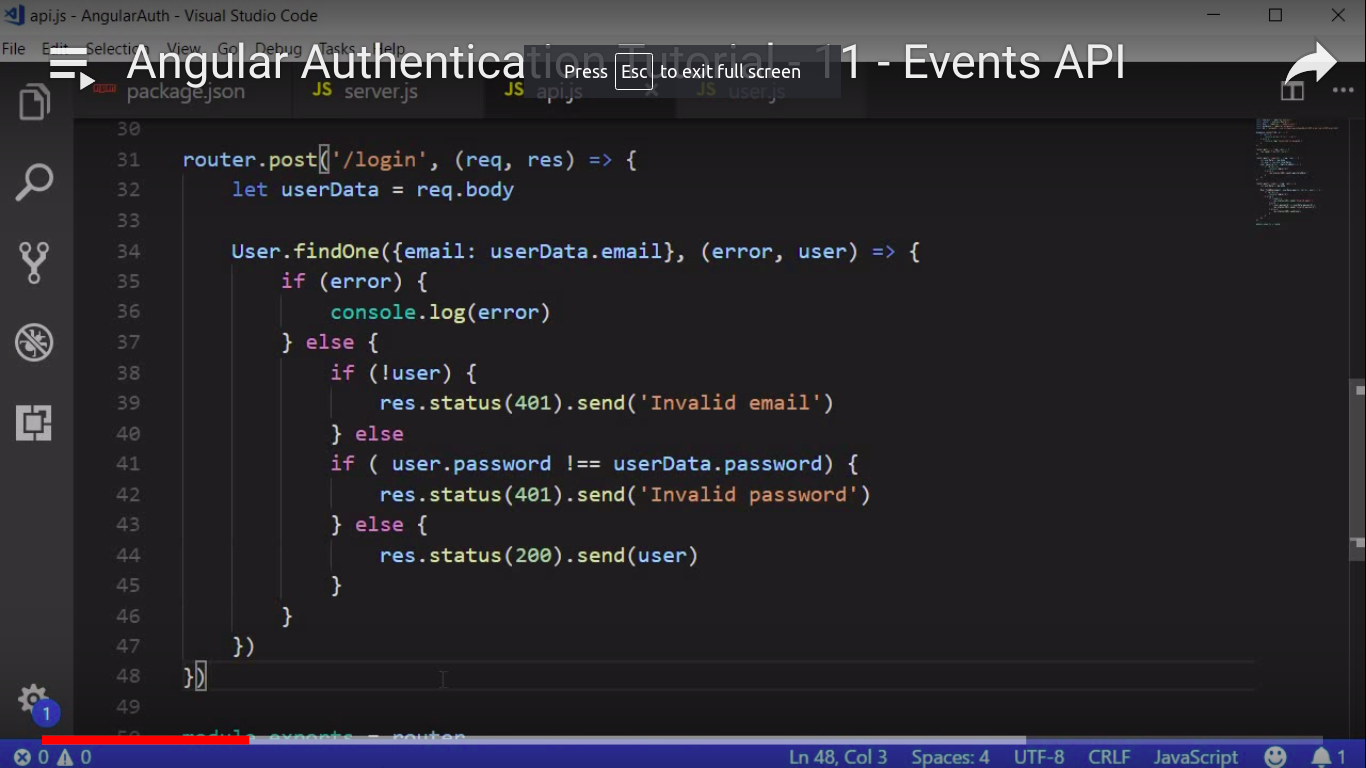 api.js - AngularAuth - Visual Studio Code
File Edit Selection View Go Debug Tasks Help
Angular Authentication Tutorial - 11 - Events API
Press Esc to exit full screen
package.json
JS server.js
JS api.js
JS user.js
30
31 router.post('/login', (req, res) => {
32 let userData = req.body
33
34 User.findOne({email: userData.email}, (error, user) => {
35 if (error) {
36 console.log(error)
37 } else {
38 if (!user) {
39 res.status(401).send('Invalid email')
40 } else
41 if ( user.password !== userData.password) {
42 res.status(401).send('Invalid password')
43 } else {
44 res.status(200).send(user)
45 }
46 }
47 })
48 })
49
50 module.exports = router
1
0 0 Ln 48, Col 3 Spaces: 4 UTF-8 CRLF JavaScript 1